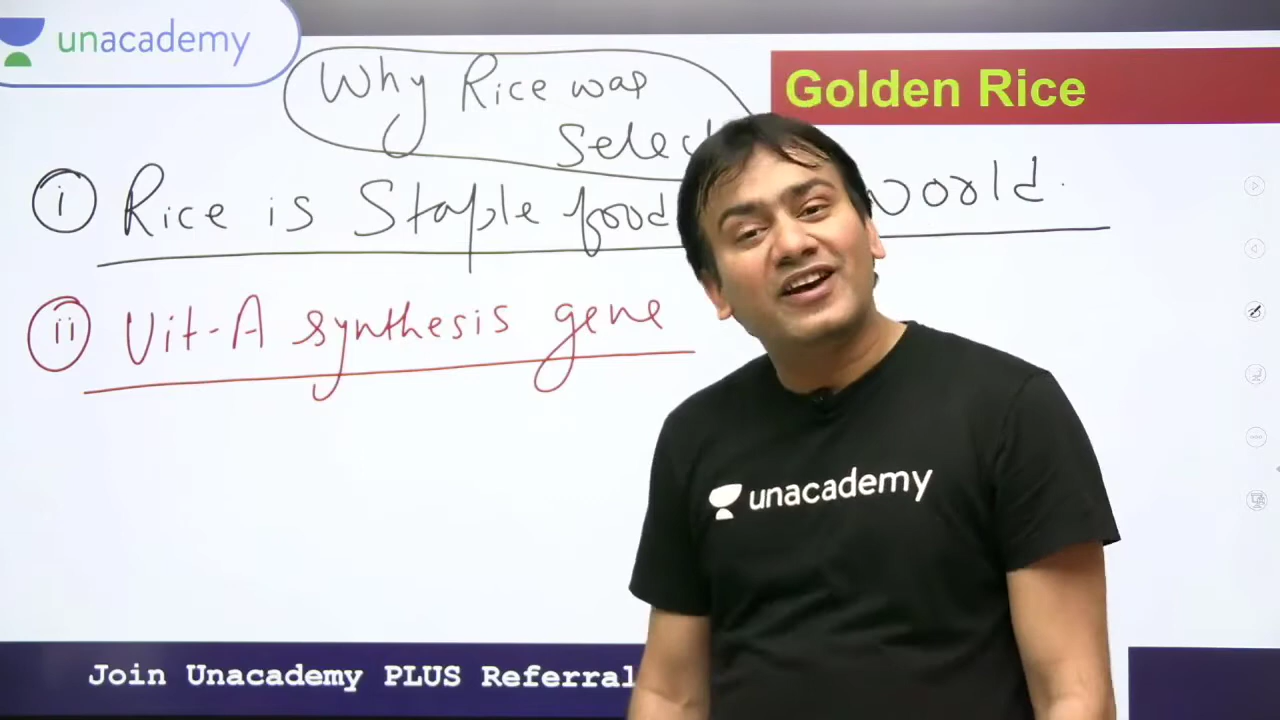 unacademy
Golden Rice
Why Rice was
Selec
i Rice is Staple food world.
ii Vit-A synthesis gene
unacademy
Join Unacademy PLUS Referral